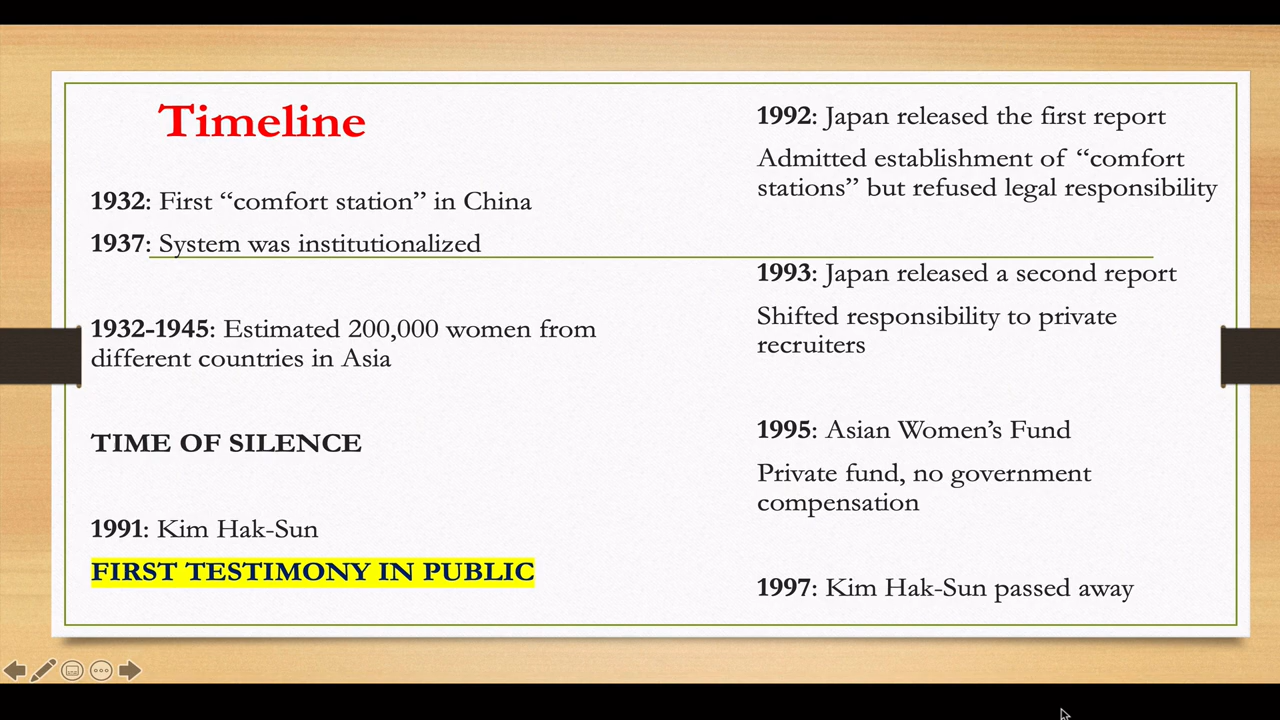 Timeline
1932: First “comfort station” in China
1937: System was institutionalized
1932-1945: Estimated 200,000 women from
different countries in Asia
TIME OF SILENCE
1991: Kim Hak-Sun
FIRST TESTIMONY IN PUBLIC
1992: Japan released the first report
Admitted establishment of “comfort
stations” but refused legal responsibility
1993: Japan released a second report
Shifted responsibility to private
recruiters
1995: Asian Women’s Fund
Private fund, no government
compensation
1997: Kim Hak-Sun passed away